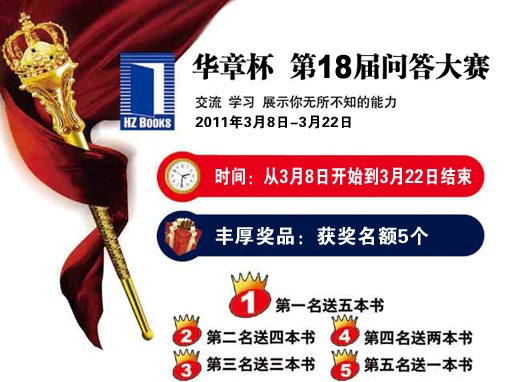 华章杯 第18届问答大赛
HZ BOOKS
交流 学习 展示你无所不知的能力
2011年3月8日-3月22日
时间：从3月8日开始到3月22日结束
丰厚奖品：获奖名额5个
1 第一名送五本书
2 第二名送四本书
4 第四名送两本书
3 第三名送三本书
5 第五名送一本书